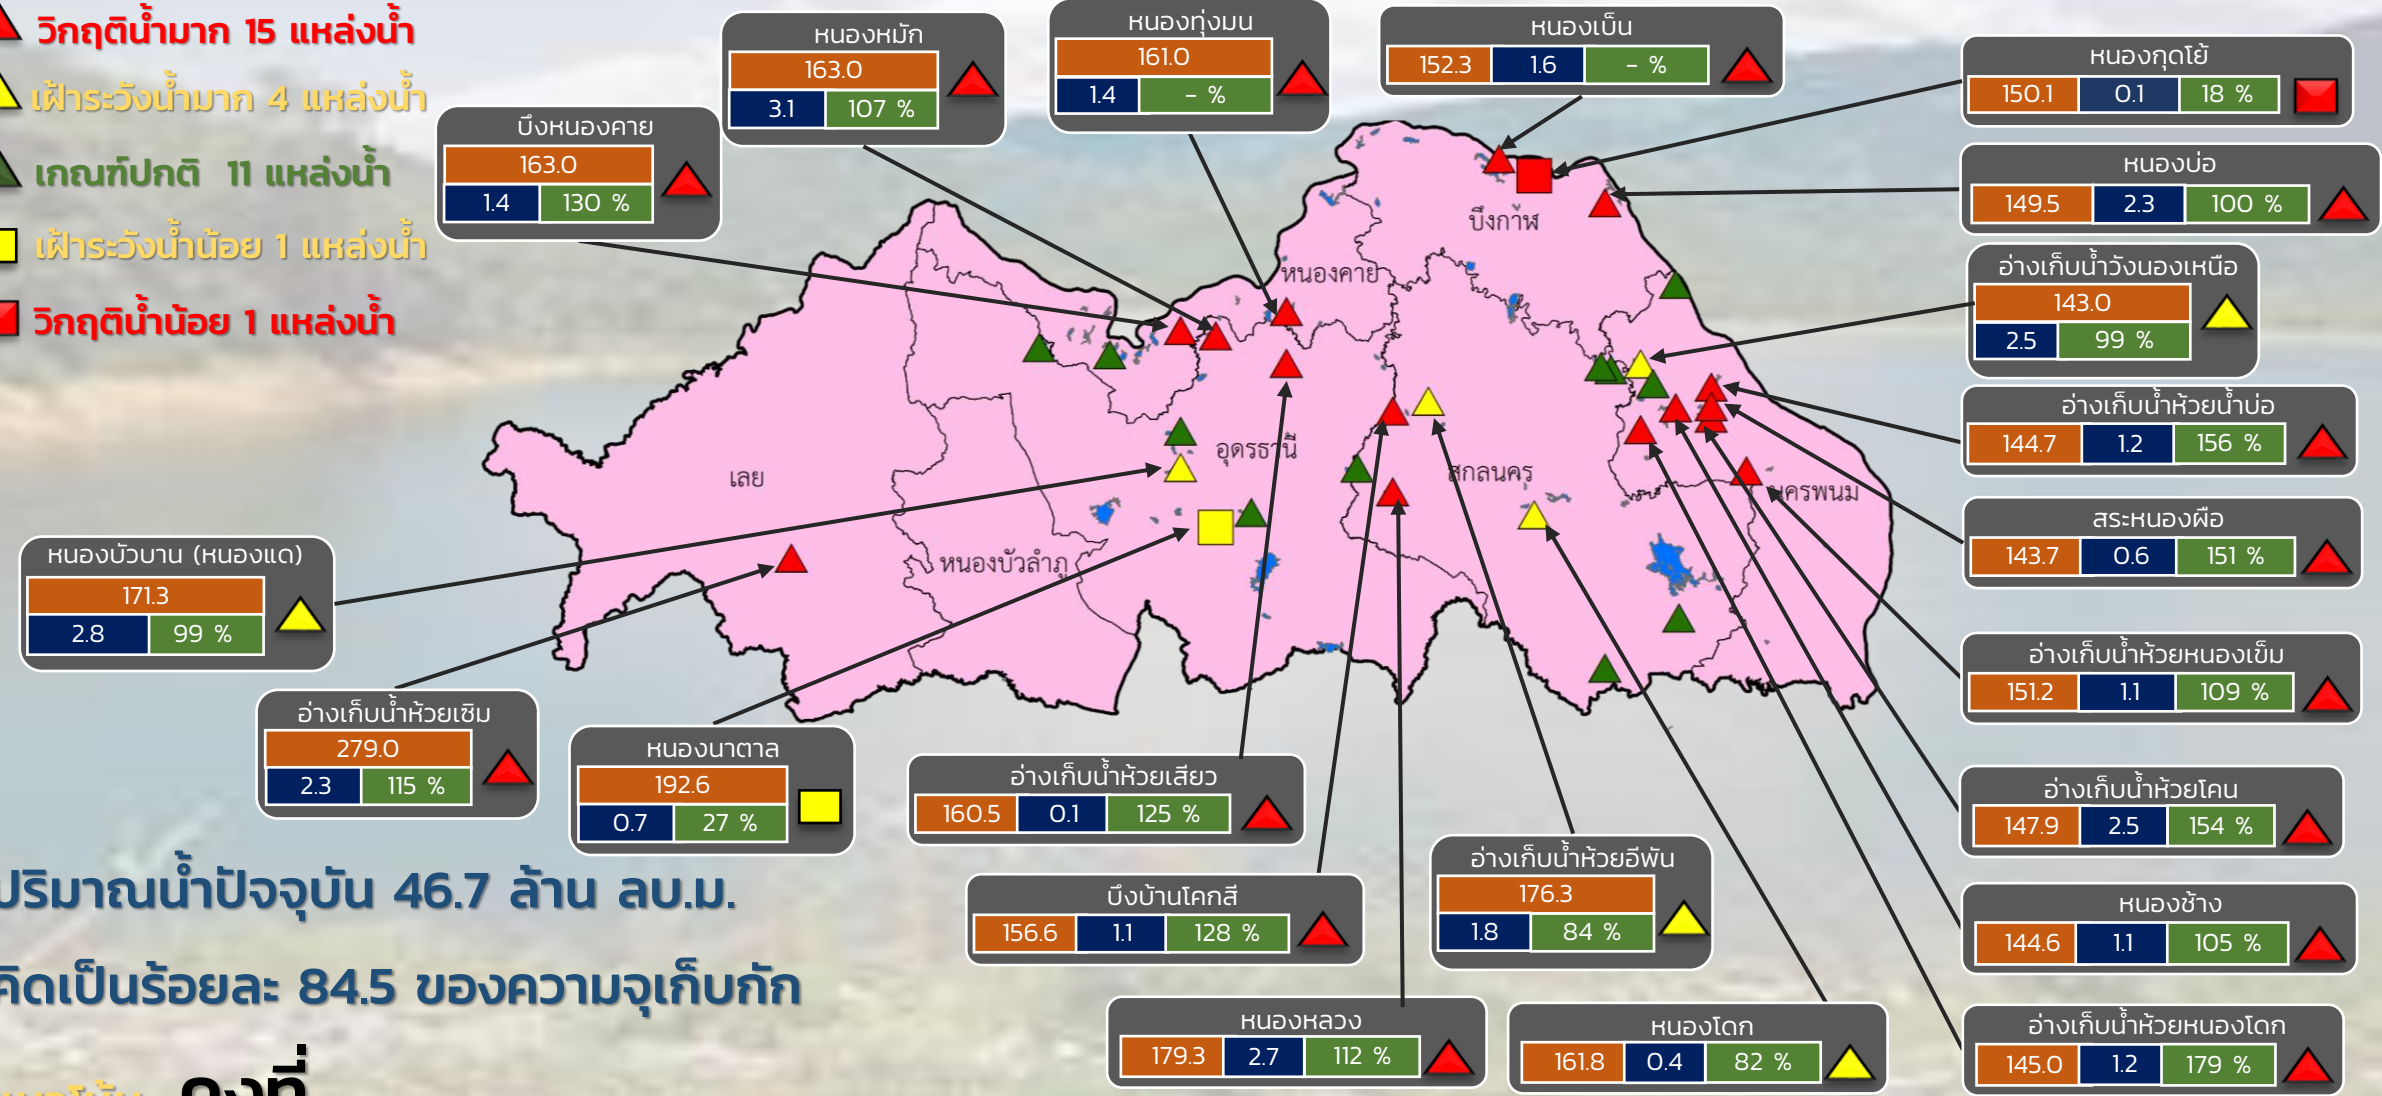 วิกฤติน้ำมาก 15 แหล่งน้ำ
เฝ้าระวังน้ำมาก 4 แหล่งน้ำ
เกณฑ์ปกติ 11 แหล่งน้ำ
เฝ้าระวังน้ำน้อย 1 แหล่งน้ำ
วิกฤติน้ำน้อย 1 แหล่งน้ำ
บึงหนองคาย
163.0
1.4 130 %
หนองหมัก
163.0
3.1 107 %
หนองทุ่งมน
161.0
1.4 - %
หนองเบ็น
152.3 1.6 - %
หนองกุดโย้
150.1 0.1 18 %
หนองบ่อ
149.5 2.3 100 %
อ่างเก็บน้ำวังนองเหนือ
143.0
2.5 99 %
อ่างเก็บน้ำห้วยน้ำบ่อ
144.7 1.2 156 %
สระหนองผือ
143.7 0.6 151 %
อ่างเก็บน้ำห้วยหนองเข็ม
151.2 1.1 109 %
อ่างเก็บน้ำห้วยโคน
147.9 2.5 154 %
หนองช้าง
144.6 1.1 105 %
อ่างเก็บน้ำห้วยหนองโดก
145.0 1.2 179 %
บึงกาฬ
หนองคาย
อุดรธานี
เลย
สกลนคร
นครพนม
หนองบัวลำภู
หนองบัวบาน (หนองแด)
171.3
2.8 99 %
อ่างเก็บน้ำห้วยเซิม
279.0
2.3 115 %
หนองนาตาล
192.6
0.7 27 %
อ่างเก็บน้ำห้วยเสียว
160.5 0.1 125 %
บึงบ้านโคกสี
156.6 1.1 128 %
อ่างเก็บน้ำห้วยอีพัน
176.3
1.8 84 %
หนองหลวง
179.3 2.7 112 %
หนองโดก
161.8 0.4 82 %
ปริมาณน้ำปัจจุบัน 46.7 ล้าน ลบ.ม.
คิดเป็นร้อยละ 84.5 ของความจุเก็บกัก
คงที่